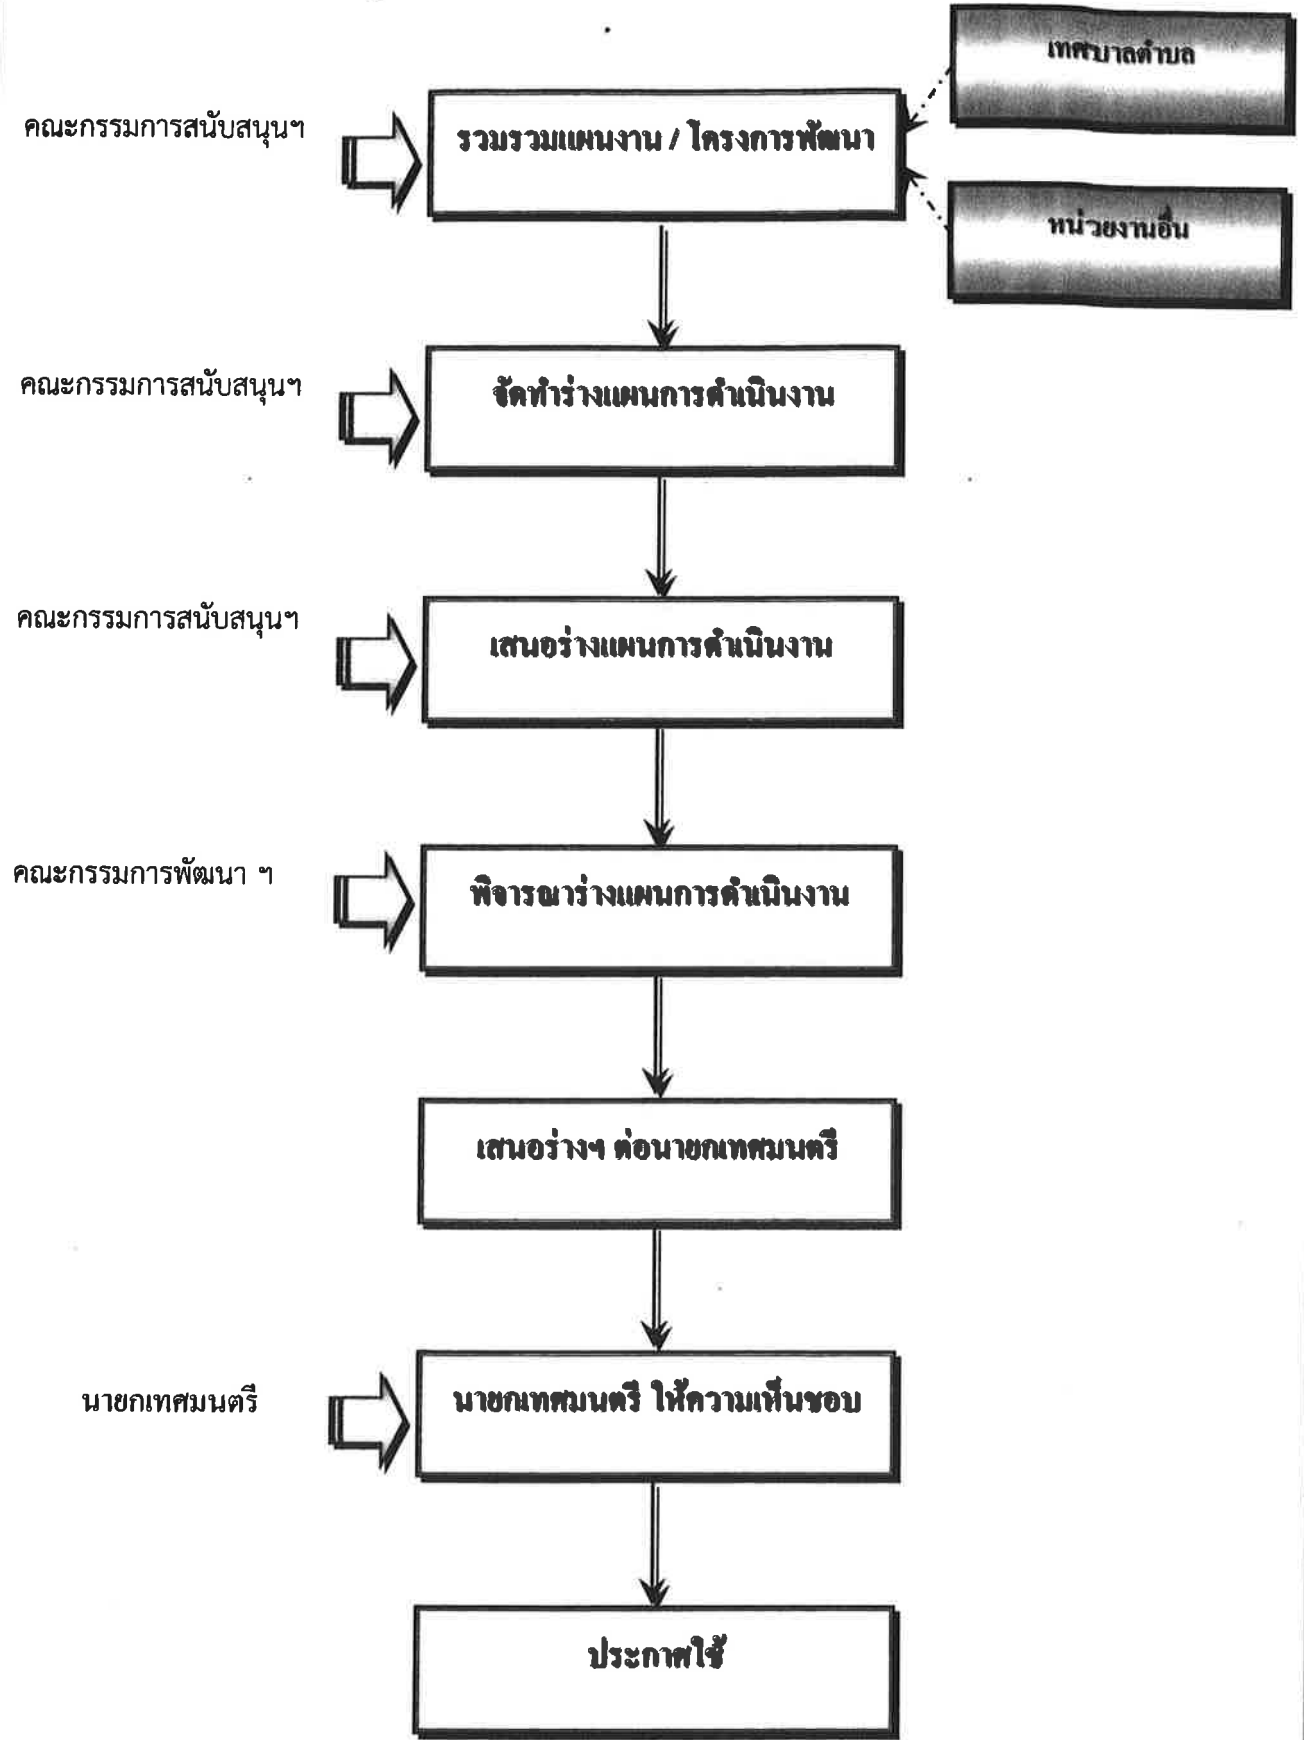 เทศบาลตำบล
คณะกรรมการสนับสนุนฯ
รวมรวมแผนงาน / โครงการพัฒนา
หน่วยงานอื่น
คณะกรรมการสนับสนุนฯ
จัดทำร่างแผนการดำเนินงาน
คณะกรรมการสนับสนุนฯ
เสนอร่างแผนการดำเนินงาน
คณะกรรมการพัฒนา ฯ
พิจารณาร่างแผนการดำเนินงาน
เสนอร่างฯ ต่อนายกเทศมนตรี
นายกเทศมนตรี
นายกเทศมนตรี ให้ความเห็นชอบ
ประกาศใช้